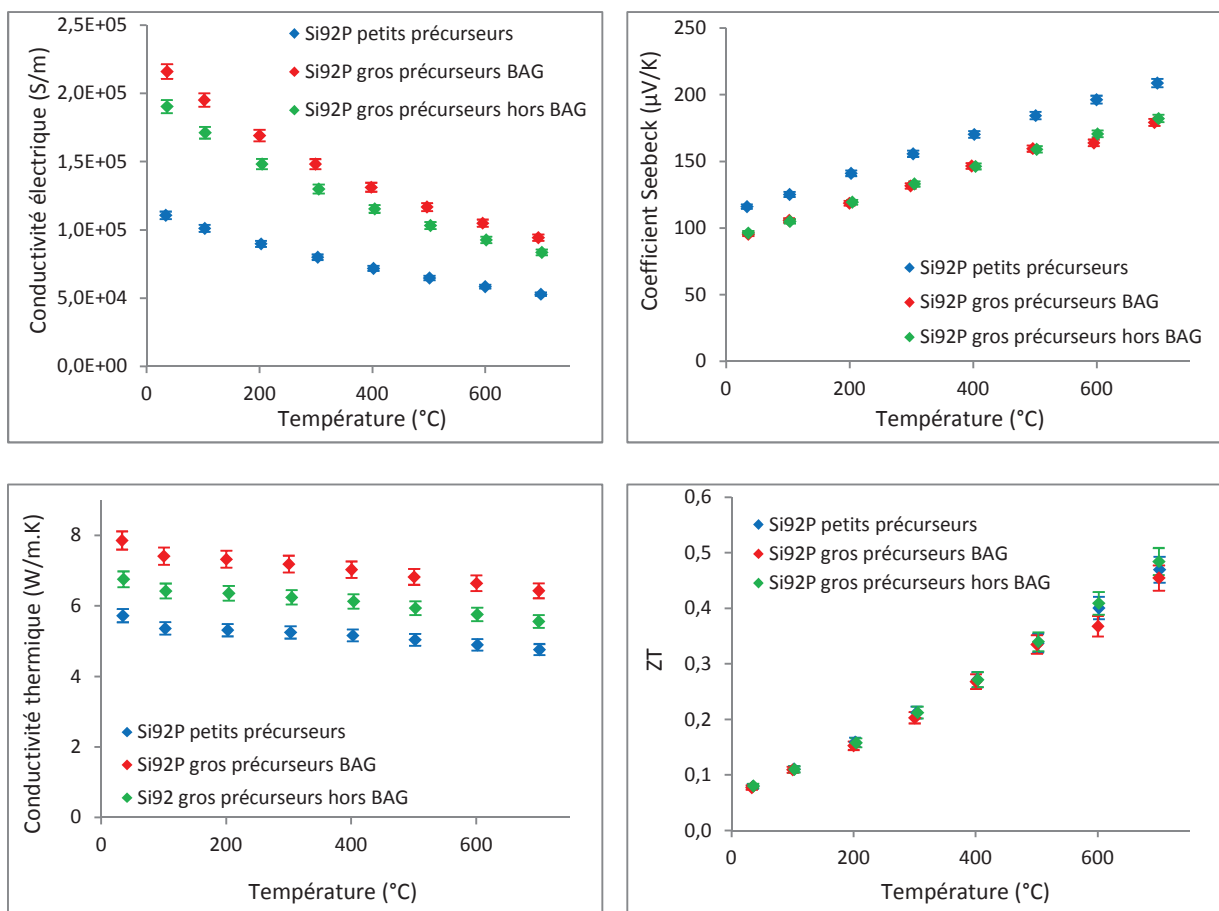 Conductivité électrique (S/m)
2,5E+05
2,0E+05
1,5E+05
1,0E+05
5,0E+04
0,0E+00
Si92P petits précurseurs
Si92P gros précurseurs BAG
Si92P gros précurseurs hors BAG
0 200 400 600
Température (°C)
Coefficient Seebeck (µV/K)
250
200
150
100
50
0
Si92P petits précurseurs
Si92P gros précurseurs BAG
Si92P gros précurseurs hors BAG
0 200 400 600
Température (°C)
Conductivité thermique (W/m.K)
8
6
4
2
0
Si92P petits précurseurs
Si92P gros précurseurs BAG
Si92 gros précurseurs hors BAG
0 200 400 600
Température (°C)
ZT
0,6
0,5
0,4
0,3
0,2
0,1
0,0
Si92P petits précurseurs
Si92P gros précurseurs BAG
Si92P gros précurseurs hors BAG
0 200 400 600
Température (°C)